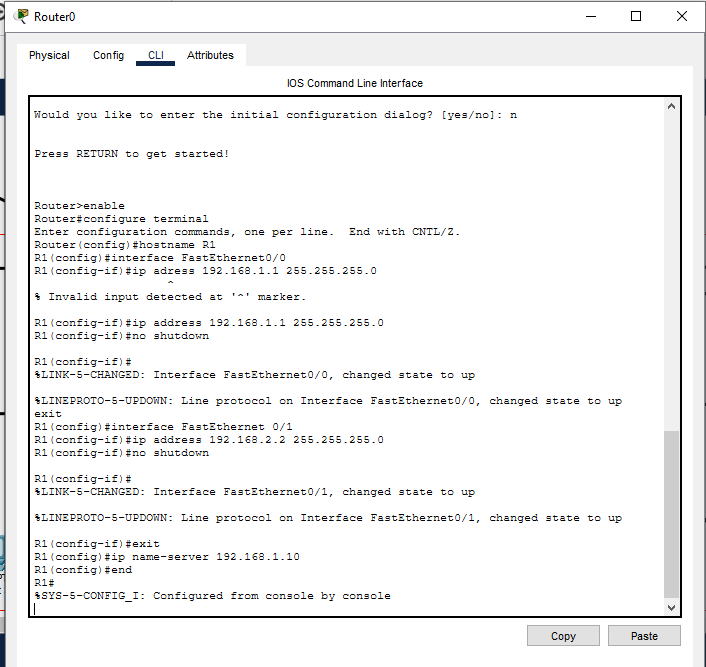 Router0
Physical Config CLI Attributes
IOS Command Line Interface
Would you like to enter the initial configuration dialog? [yes/no]: n
Press RETURN to get started!
Router>enable
Router#configure terminal
Enter configuration commands, one per line.  End with CNTL/Z.
Router(config)#hostname R1
R1(config)#interface FastEthernet0/0
R1(config-if)#ip adress 192.168.1.1 255.255.255.0
^
% Invalid input detected at '^' marker.
R1(config-if)#ip address 192.168.1.1 255.255.255.0
R1(config-if)#no shutdown
R1(config-if)#
%LINK-5-CHANGED: Interface FastEthernet0/0, changed state to up
%LINEPROTO-5-UPDOWN: Line protocol on Interface FastEthernet0/0, changed state to up
exit
R1(config)#interface FastEthernet 0/1
R1(config-if)#ip address 192.168.2.2 255.255.255.0
R1(config-if)#no shutdown
R1(config-if)#
%LINK-5-CHANGED: Interface FastEthernet0/1, changed state to up
%LINEPROTO-5-UPDOWN: Line protocol on Interface FastEthernet0/1, changed state to up
R1(config-if)#exit
R1(config)#ip name-server 192.168.1.10
R1(config)#end
R1#
%SYS-5-CONFIG_I: Configured from console by console
Copy Paste